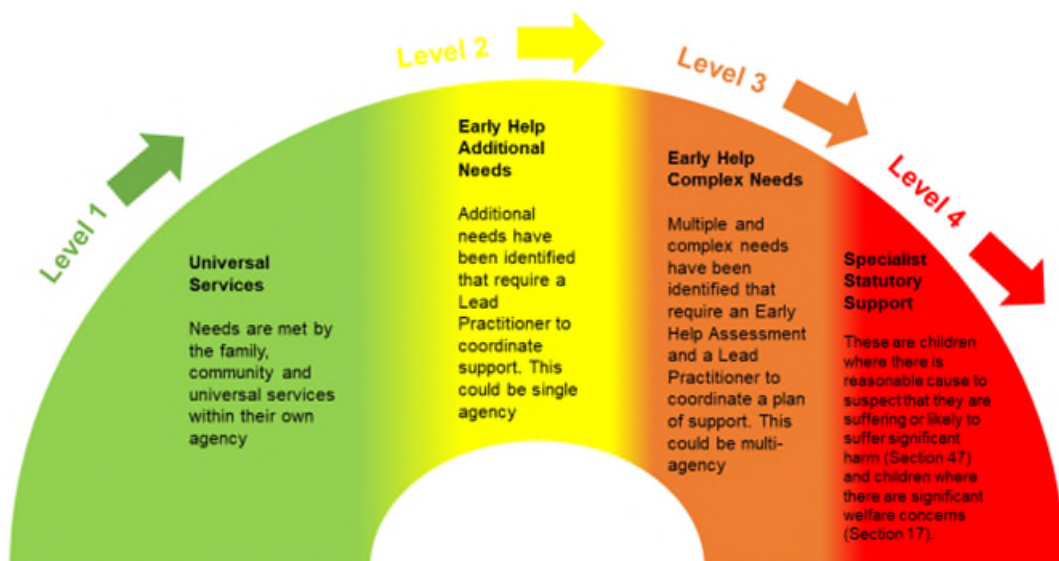 Level 1
Universal
Services
Needs are met by
the family,
community and
universal services
within their own
agency
Level 2
Early Help
Additional
Needs
Additional
needs have
been identified
that require a
Lead
Practitioner to
coordinate
support. This
could be single
agency
Level 3
Early Help
Complex Needs
Multiple and
complex needs
have been
identified that
require an Early
Help Assessment
and a Lead
Practitioner to
coordinate a plan
of support. This
could be multi-
agency
Level 4
Specialist
Statutory
Support
These are children
where there is
reasonable cause to
suspect that they are
suffering or likely to
suffer significant
harm (Section 47)
and children where
there are significant
welfare concerns
(Section 17).